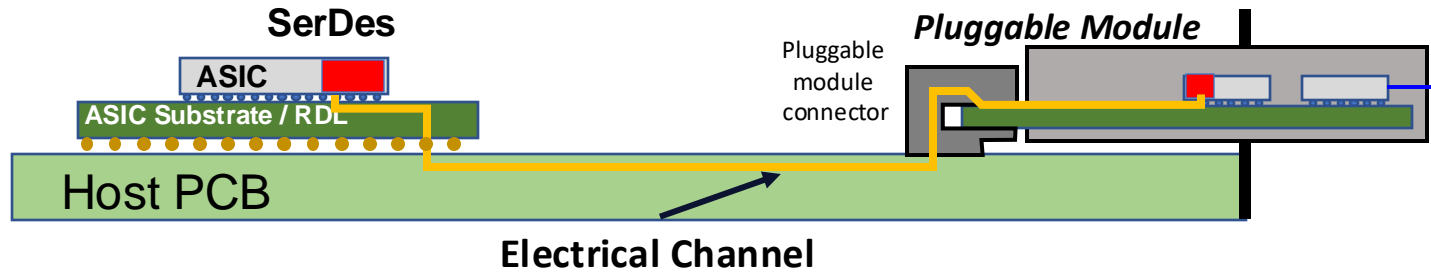 SerDes
Pluggable Module
ASIC
Pluggable
module
connector
ASIC Substrate / RDL
Host PCB
Electrical Channel